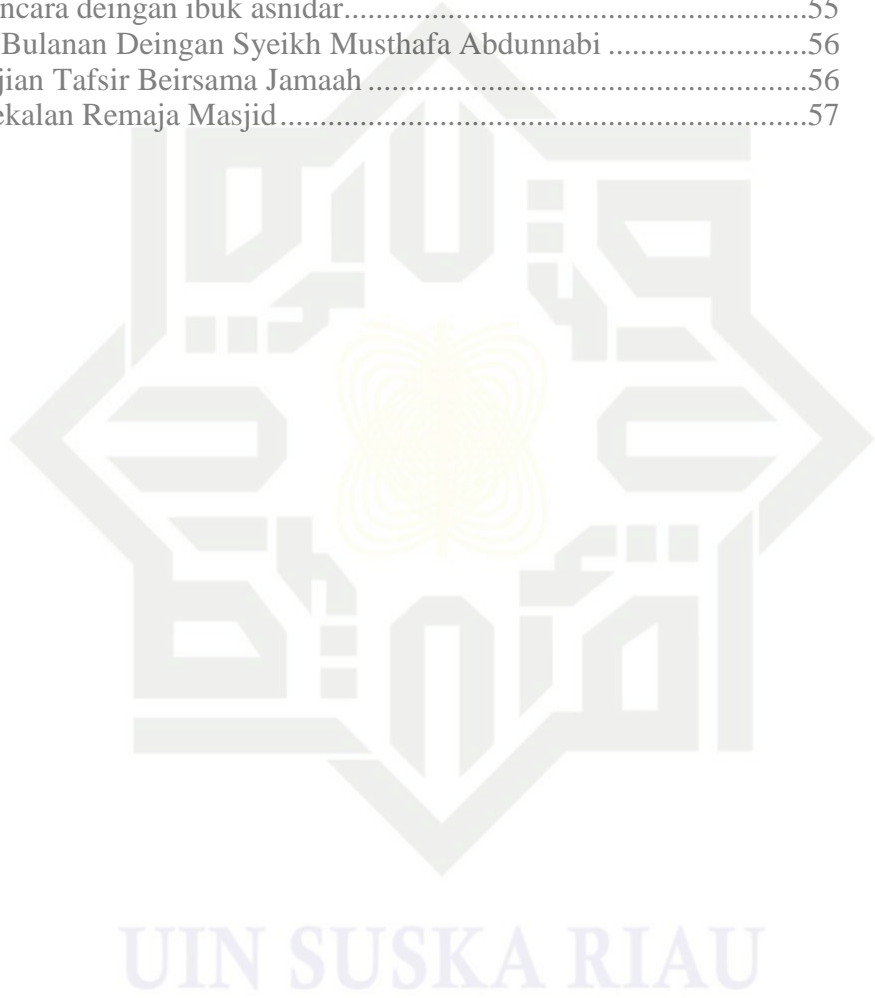 ncara deingan ibuk asnidar....................................................................55
Bulanan Deingan Syeikh Musthafa Abdunnabi ..........................56
jian Tafsir Beirsama Jamaah .........................................................56
ekalan Remaja Masjid....................................................................57
UIN SUSKA RIAU